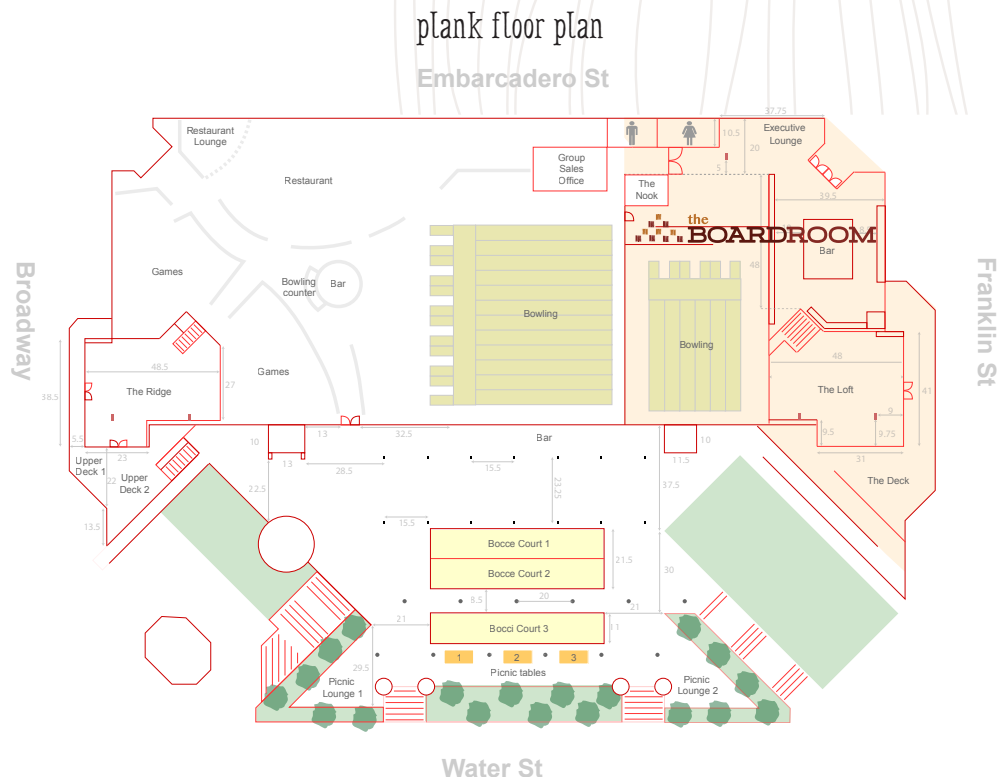 plank floor plan
Embarcadero St
37.75
Restaurant
Lounge
10.5
Executive
Lounge
20
Group
Sales
Office
5
Restaurant
The
Nook
39.5
the
BOARDROOM
Bar
Broadway
Franklin St
Games
48
Bowling
counter
Bar
Bowling
Bowling
48.5
48
27
Games
The Ridge
The Loft
38.5
41
9
9.5
9.75
5.5
23
10
13
32.5
Bar
10
13
28.5
15.5
11.5
31
Upper
Deck 1
Upper
Deck 2
22
22.5
23.25
37.5
The Deck
13.5
15.5
Bocce Court 1
Bocce Court 2
21.5
30
8.5
20
21
21
Bocci Court 3
11
1
2
3
29.5
Picnic tables
Picnic
Lounge 1
Picnic
Lounge 2
Water St